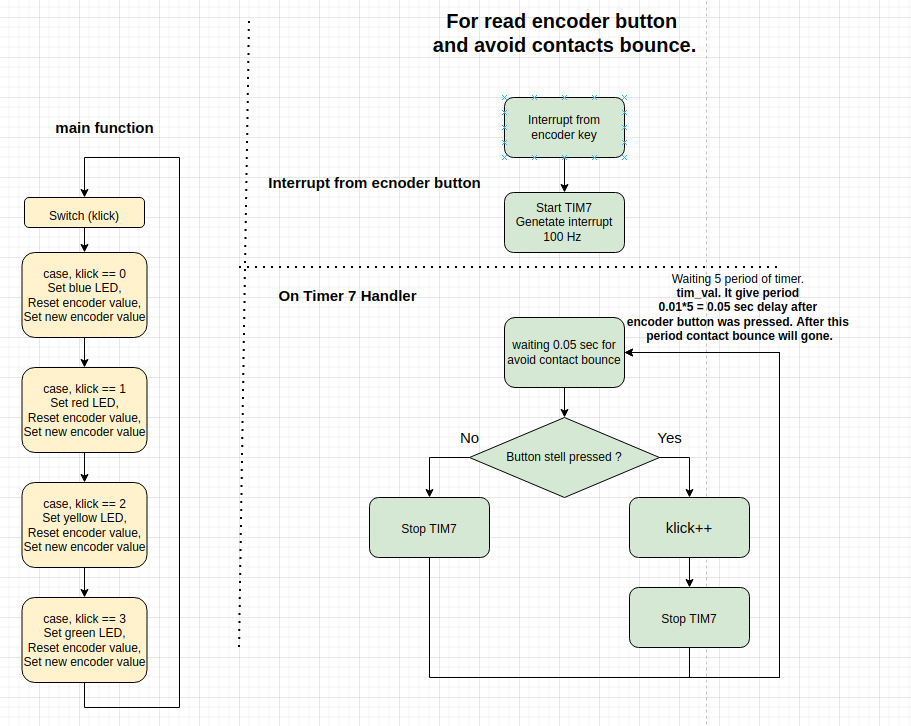 For read encoder button
and avoid contacts bounce.
main function
Switch (klick)
case, klick == 0
Set blue LED,
Reset encoder value,
Set new encoder value
case, klick == 1
Set red LED,
Reset encoder value,
Set new encoder value
case, klick == 2
Set yellow LED,
Reset encoder value,
Set new encoder value
case, klick == 3
Set green LED,
Reset encoder value,
Set new encoder value
Interrupt from
encoder key
Interrupt from ecnoder button
Start TIM7
Genetate interrupt
100 Hz
On Timer 7 Handler
Waiting 5 period of timer.
tim_val. It give period
0.01*5 = 0.05 sec delay after
encoder button was pressed. After this
period contact bounce will gone.
waiting 0.05 sec for
avoid contact bounce
Button stell pressed ?
No
Yes
Stop TIM7
klick++
Stop TIM7